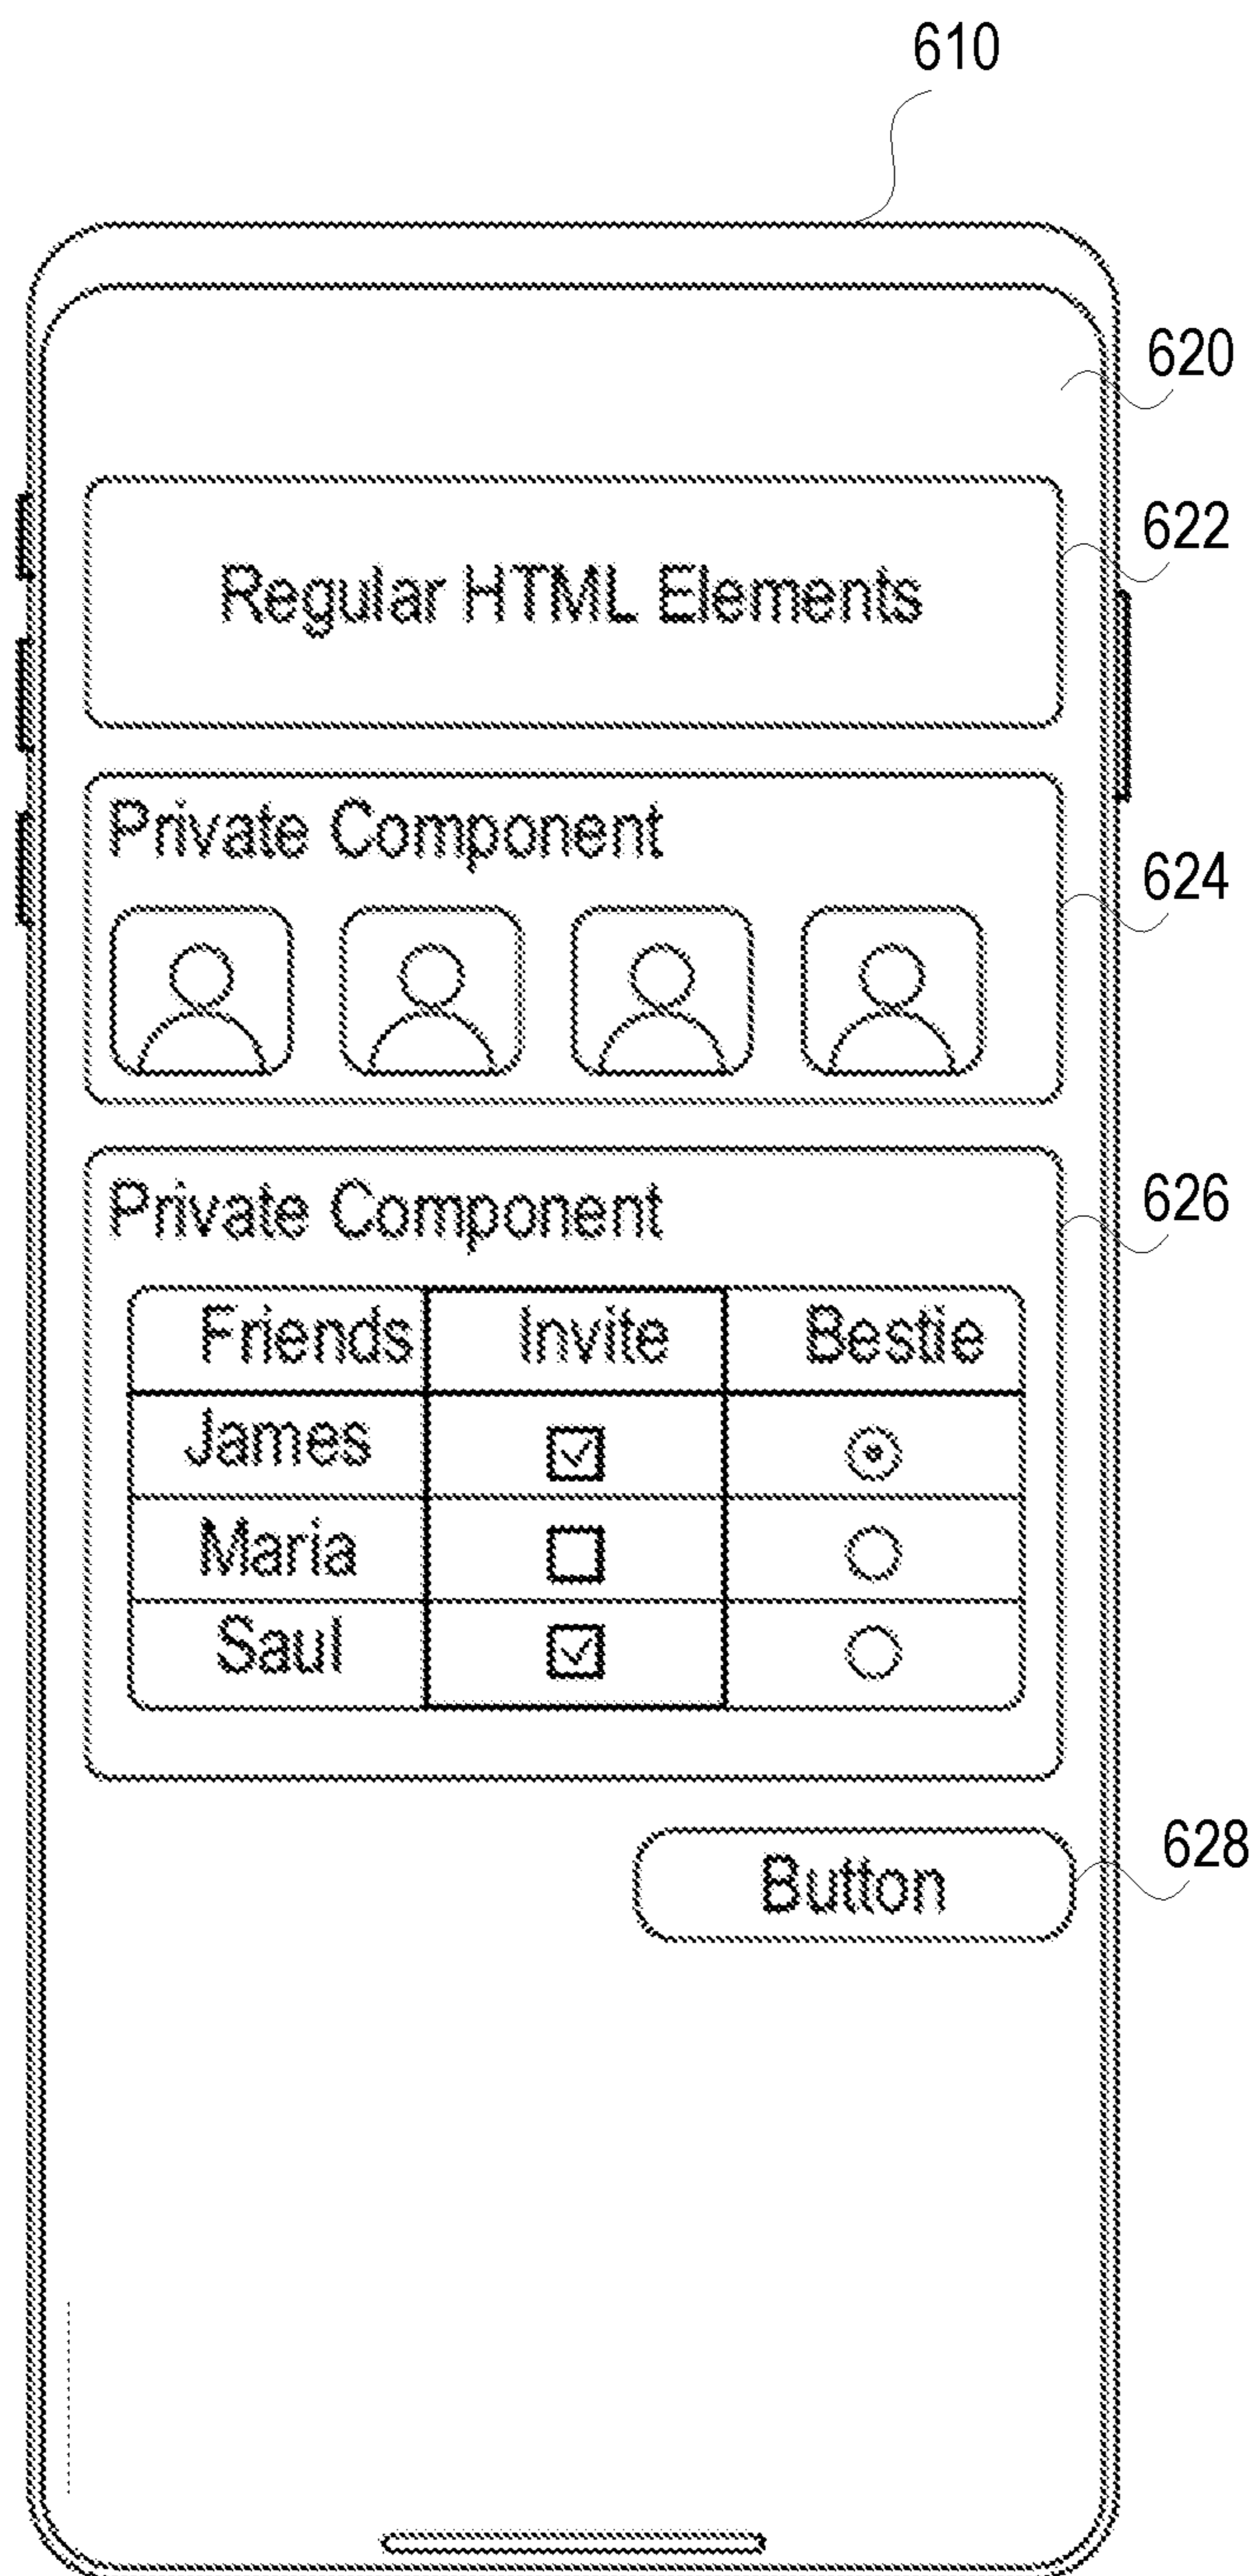 610
620
622
Regular HTML Elements
Private Component
624
626
Private Component
Friends Invite Bestie
James
Maria
Saul
628
Button